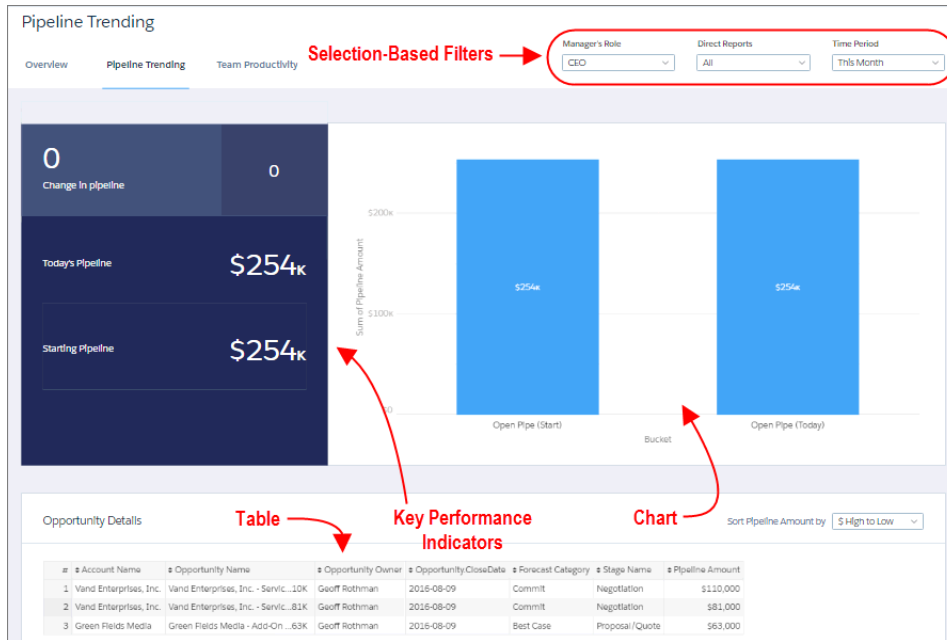 Pipeline Trending
Selection-Based Filters
Manager's Role
Direct Reports
Time Period
CEO
All
This Month
Overview
Pipeline Trending
Team Productivity
0
Change in pipeline
0
Today's Pipeline
$254K
Starting Pipeline
$254K
Sum of Pipeline Amount
$200K
$100K
$0
$254K
$254K
Open Pipe (Start)
Open Pipe (Today)
Bucket
Opportunity Details
Table
Key Performance
Indicators
Chart
Sort Pipeline Amount by
$ High to Low
# Account Name Opportunity Name Opportunity Owner Opportunity.CloseDate Forecast Category Stage Name Pipeline Amount
1 Vand Enterprises, Inc. Vand Enterprises, Inc. - Servic...10K Geoff Rothman 2016-08-09 Commit Negotiation $110,000
2 Vand Enterprises, Inc. Vand Enterprises, Inc. - Servic...81K Geoff Rothman 2016-08-09 Commit Negotiation $81,000
3 Green Fields Media Green Fields Media - Add-On ...63K Geoff Rothman 2016-08-09 Best Case Proposal/Quote $63,000